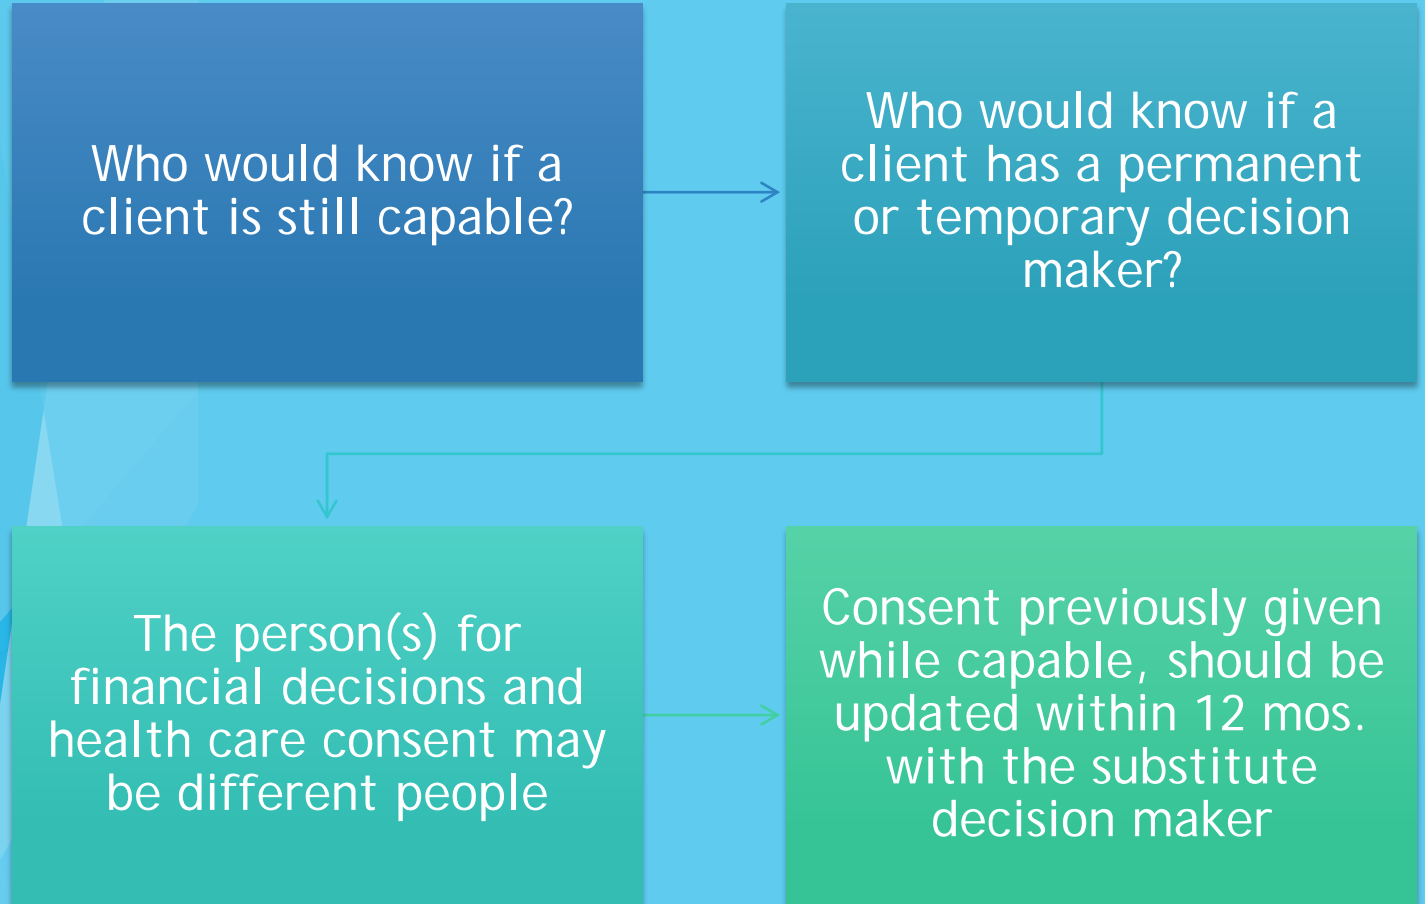 Who would know if a
client is still capable?
Who would know if a
client has a permanent
or temporary decision
maker?
The person(s) for
financial decisions and
health care consent may
be different people
Consent previously given
while capable, should be
updated within 12 mos.
with the substitute
decision maker